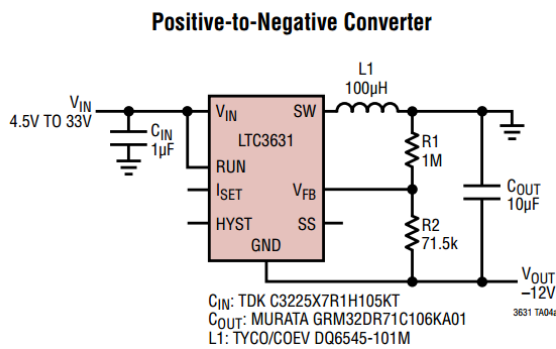 Positive-to-Negative Converter
L1
100µH
VIN
4.5V TO 33V
CIN
1µF
VIN
SW
LTC3631
RUN
ISET
VFB
HYST
SS
GND
R1
1M
R2
71.5k
COUT
10µF
VOUT
–12V
3631 TA04a
CIN: TDK C3225X7R1H105KT
COUT: MURATA GRM32DR71C106KA01
L1: TYCO/COEV DQ6545-101M